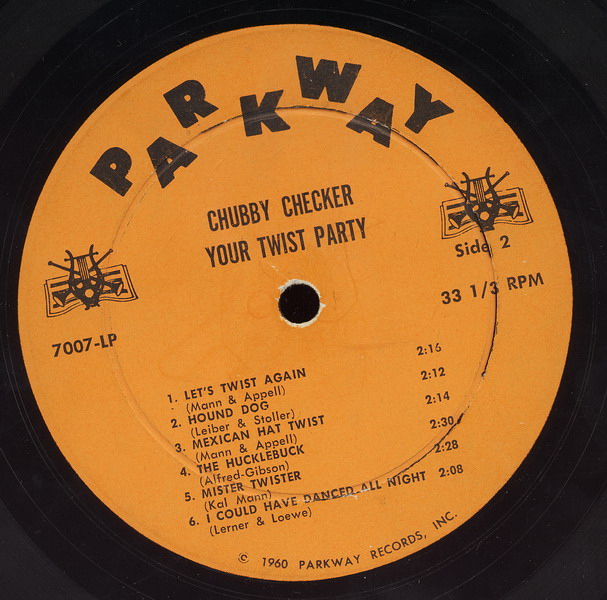 PARKWAY
CHUBBY CHECKER
YOUR TWIST PARTY
Side 2
33 1/3 RPM
7007-LP
1. LET'S TWIST AGAIN 2:16
(Mann & Appell)
2. HOUND DOG 2:12
(Leiber & Stoller)
3. MEXICAN HAT TWIST 2:14
(Mann & Appell)
4. THE HUCKLEBUCK 2:30
(Alfred-Gibson)
5. MISTER TWISTER 2:28
(Kal Mann)
6. I COULD HAVE DANCED ALL NIGHT 2:08
(Lerner & Loewe)
© 1960 PARKWAY RECORDS, INC.